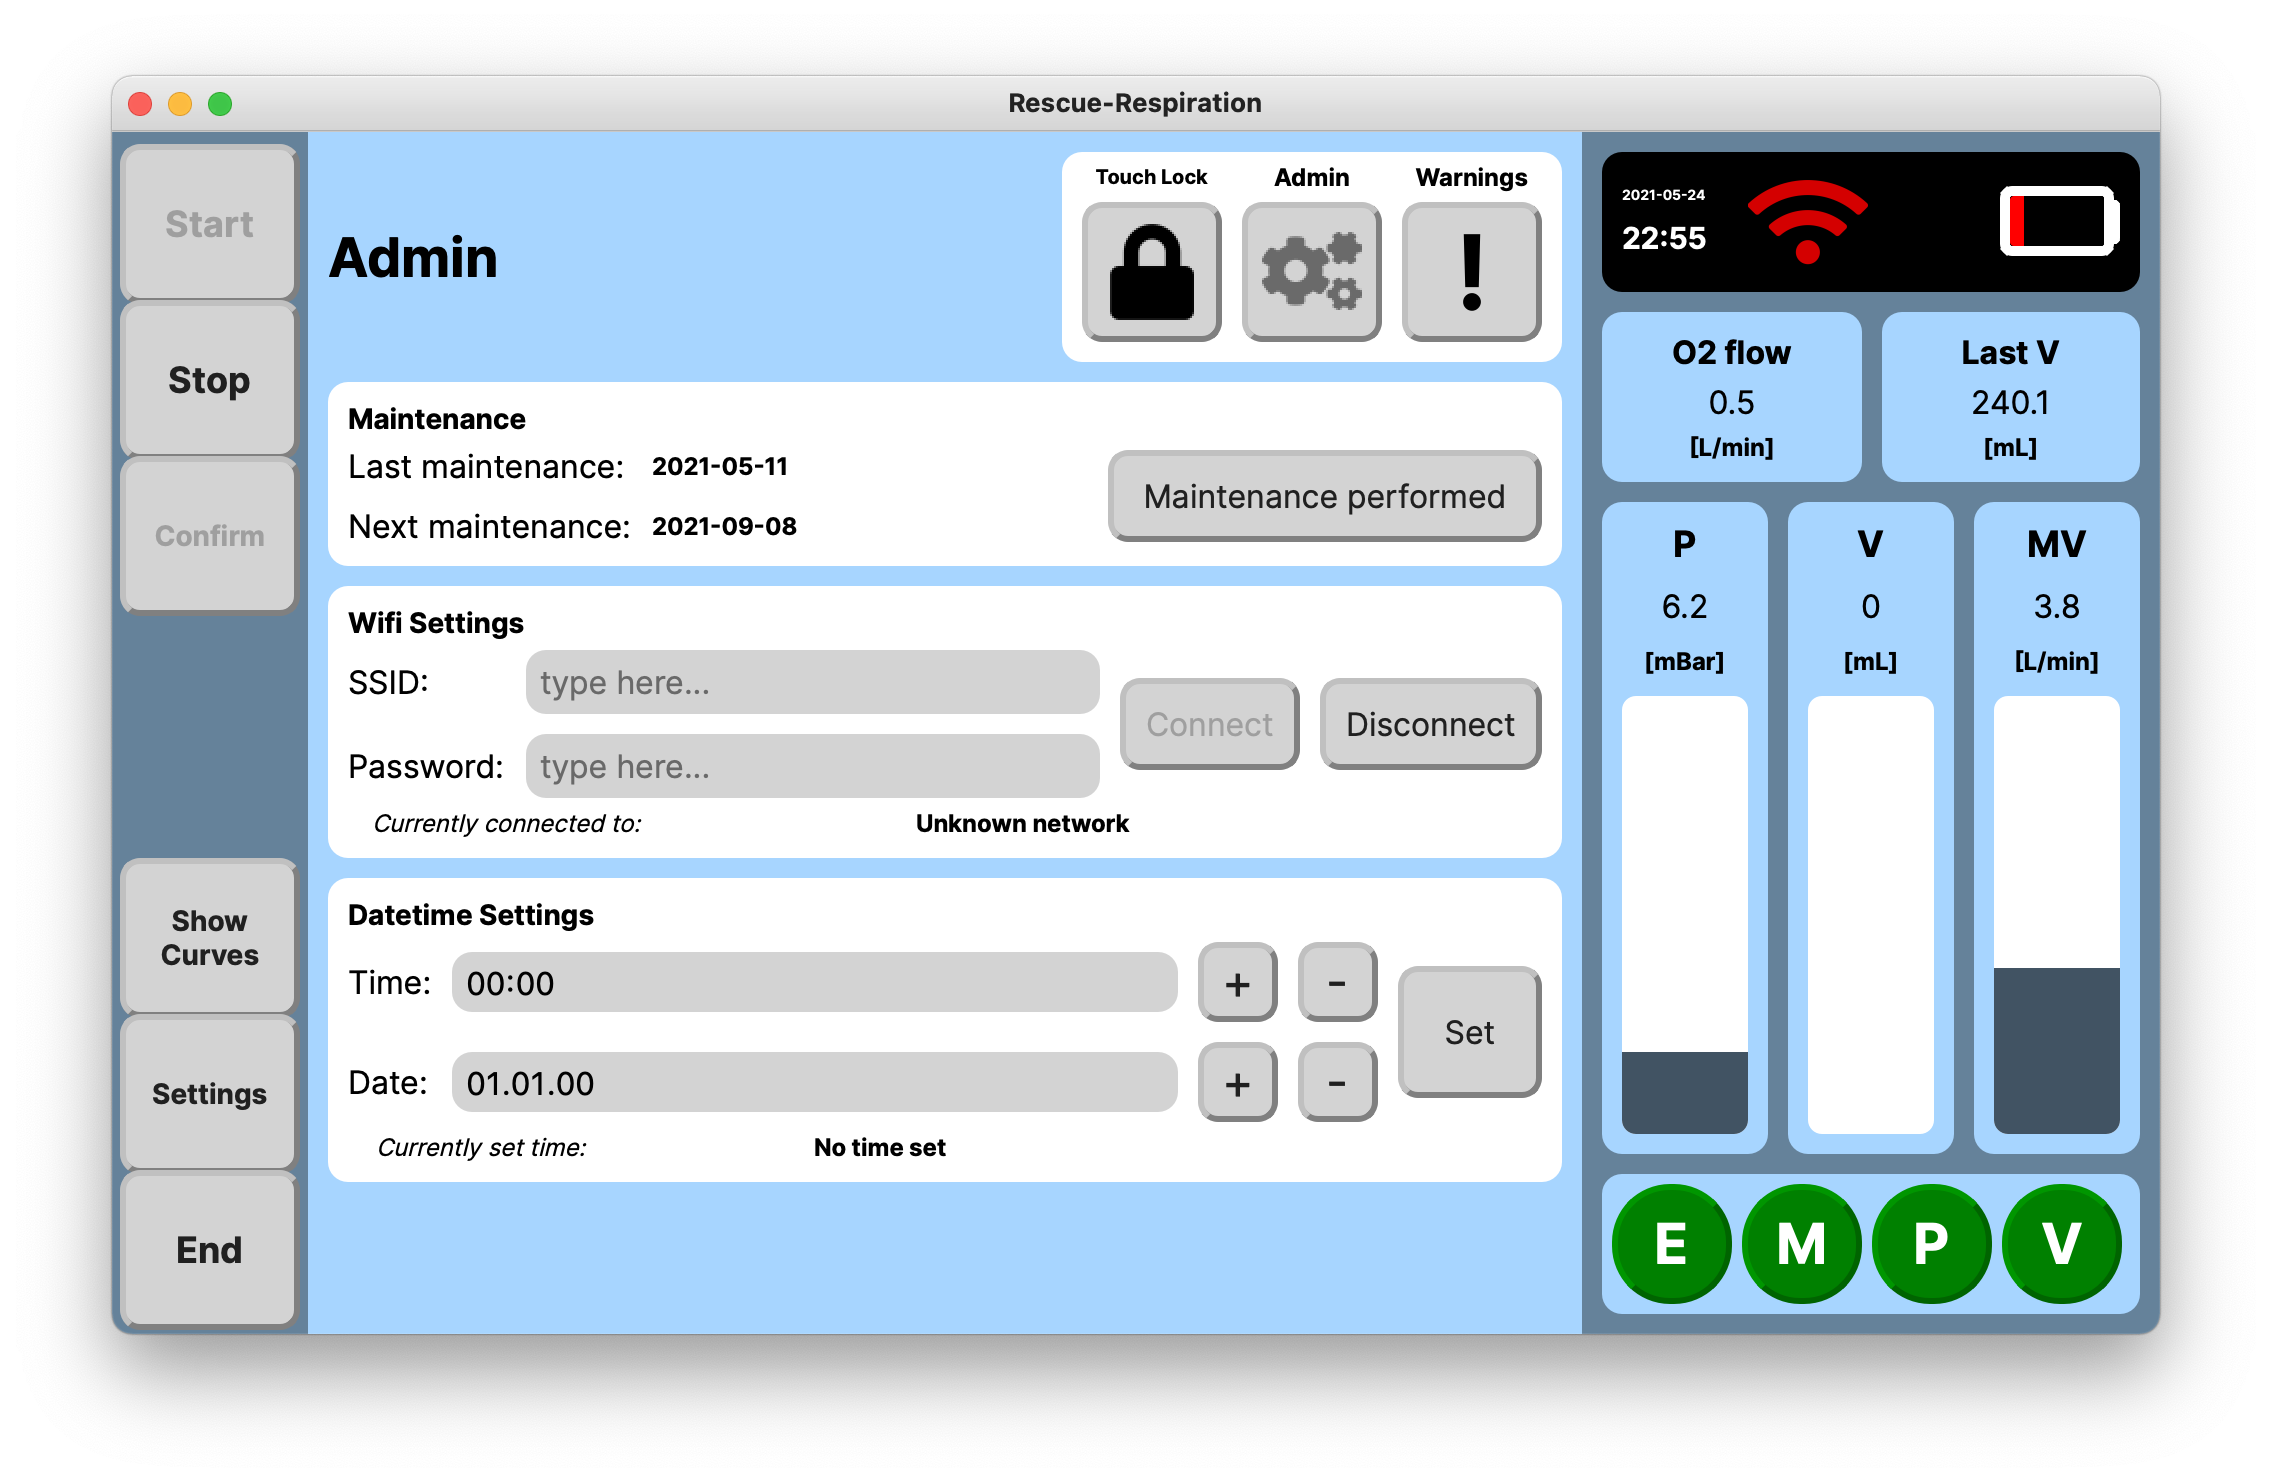 Rescue-Respiration
Start
Stop
Confirm
Show
Curves
Settings
End
Admin
Touch Lock
Admin
Warnings
!
Maintenance
Last maintenance: 2021-05-11
Next maintenance: 2021-09-08
Maintenance performed
Wifi Settings
SSID: type here...
Password: type here...
Connect
Disconnect
Currently connected to: Unknown network
Datetime Settings
Time: 00:00 + -
Date: 01.01.00 + -
Set
Currently set time: No time set
2021-05-24
22:55
O2 flow
0.5
[L/min]
Last V
240.1
[mL]
P
6.2
[mBar]
V
0
[mL]
MV
3.8
[L/min]
E M P V